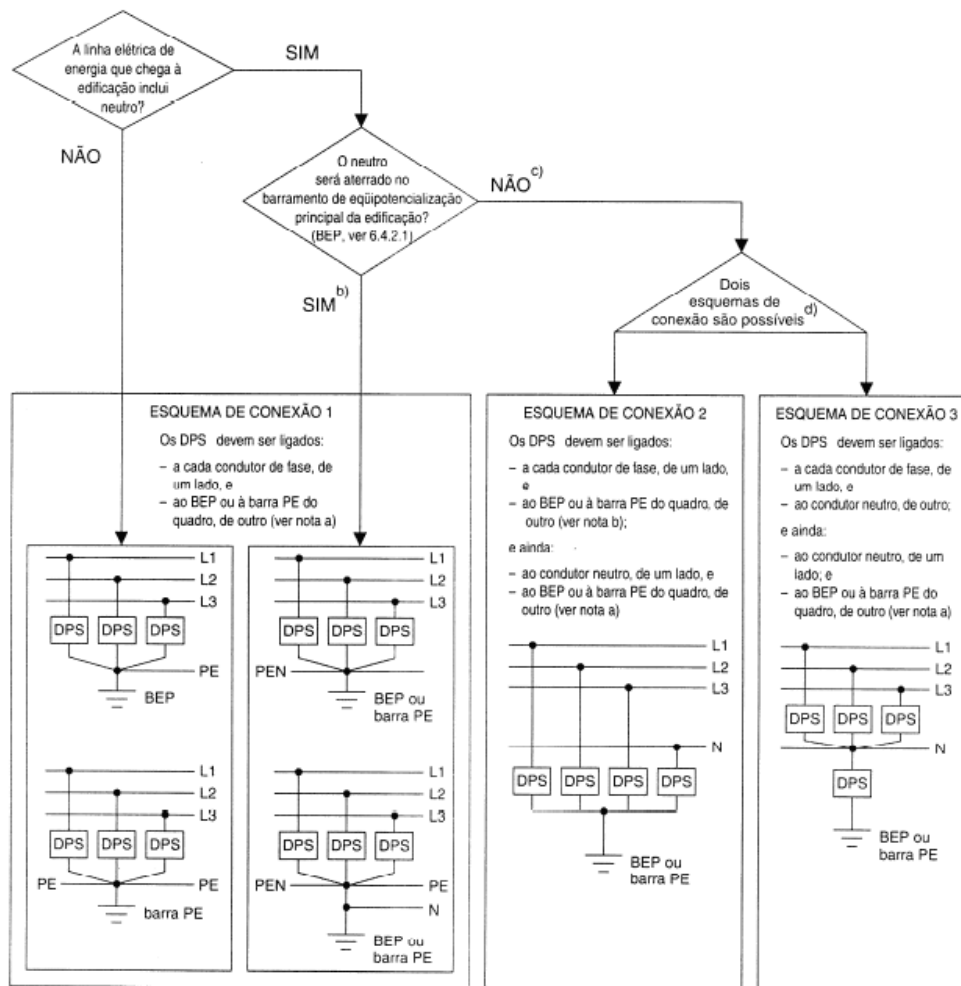 A linha elétrica de
energia que chega à
edificação inclui
neutro?
SIM
NÃO
O neutro
será aterrado no
barramento de eqüipotencialização
principal da edificação?
(BEP, ver 6.4.2.1)
NÃO c)
SIM b)
Dois
esquemas de
conexão são possíveis d)
ESQUEMA DE CONEXÃO 1
Os DPS devem ser ligados:
– a cada condutor de fase, de
um lado, e
– ao BEP ou à barra PE do
quadro, de outro (ver nota a)
L1
L2
L3
DPS DPS DPS
PE
BEP
L1
L2
L3
DPS DPS DPS
PE PE
barra PE
L1
L2
L3
DPS DPS DPS
PEN
BEP ou
barra PE
L1
L2
L3
DPS DPS DPS
PEN PE
N
BEP ou
barra PE
ESQUEMA DE CONEXÃO 2
Os DPS devem ser ligados:
– a cada condutor de fase, de um lado,
e
– ao BEP ou à barra PE do quadro, de
outro (ver nota b);
e ainda:
– ao condutor neutro, de um lado, e
– ao BEP ou à barra PE do quadro, de
outro (ver nota a)
L1
L2
L3
N
DPS DPS DPS DPS
BEP ou
barra PE
ESQUEMA DE CONEXÃO 3
Os DPS devem ser ligados:
– a cada condutor de fase, de
um lado, e
– ao condutor neutro, de outro;
e ainda:
– ao condutor neutro, de um
lado; e
– ao BEP ou à barra PE do
quadro, de outro (ver nota a)
L1
L2
L3
DPS DPS DPS
N
DPS
BEP ou
barra PE